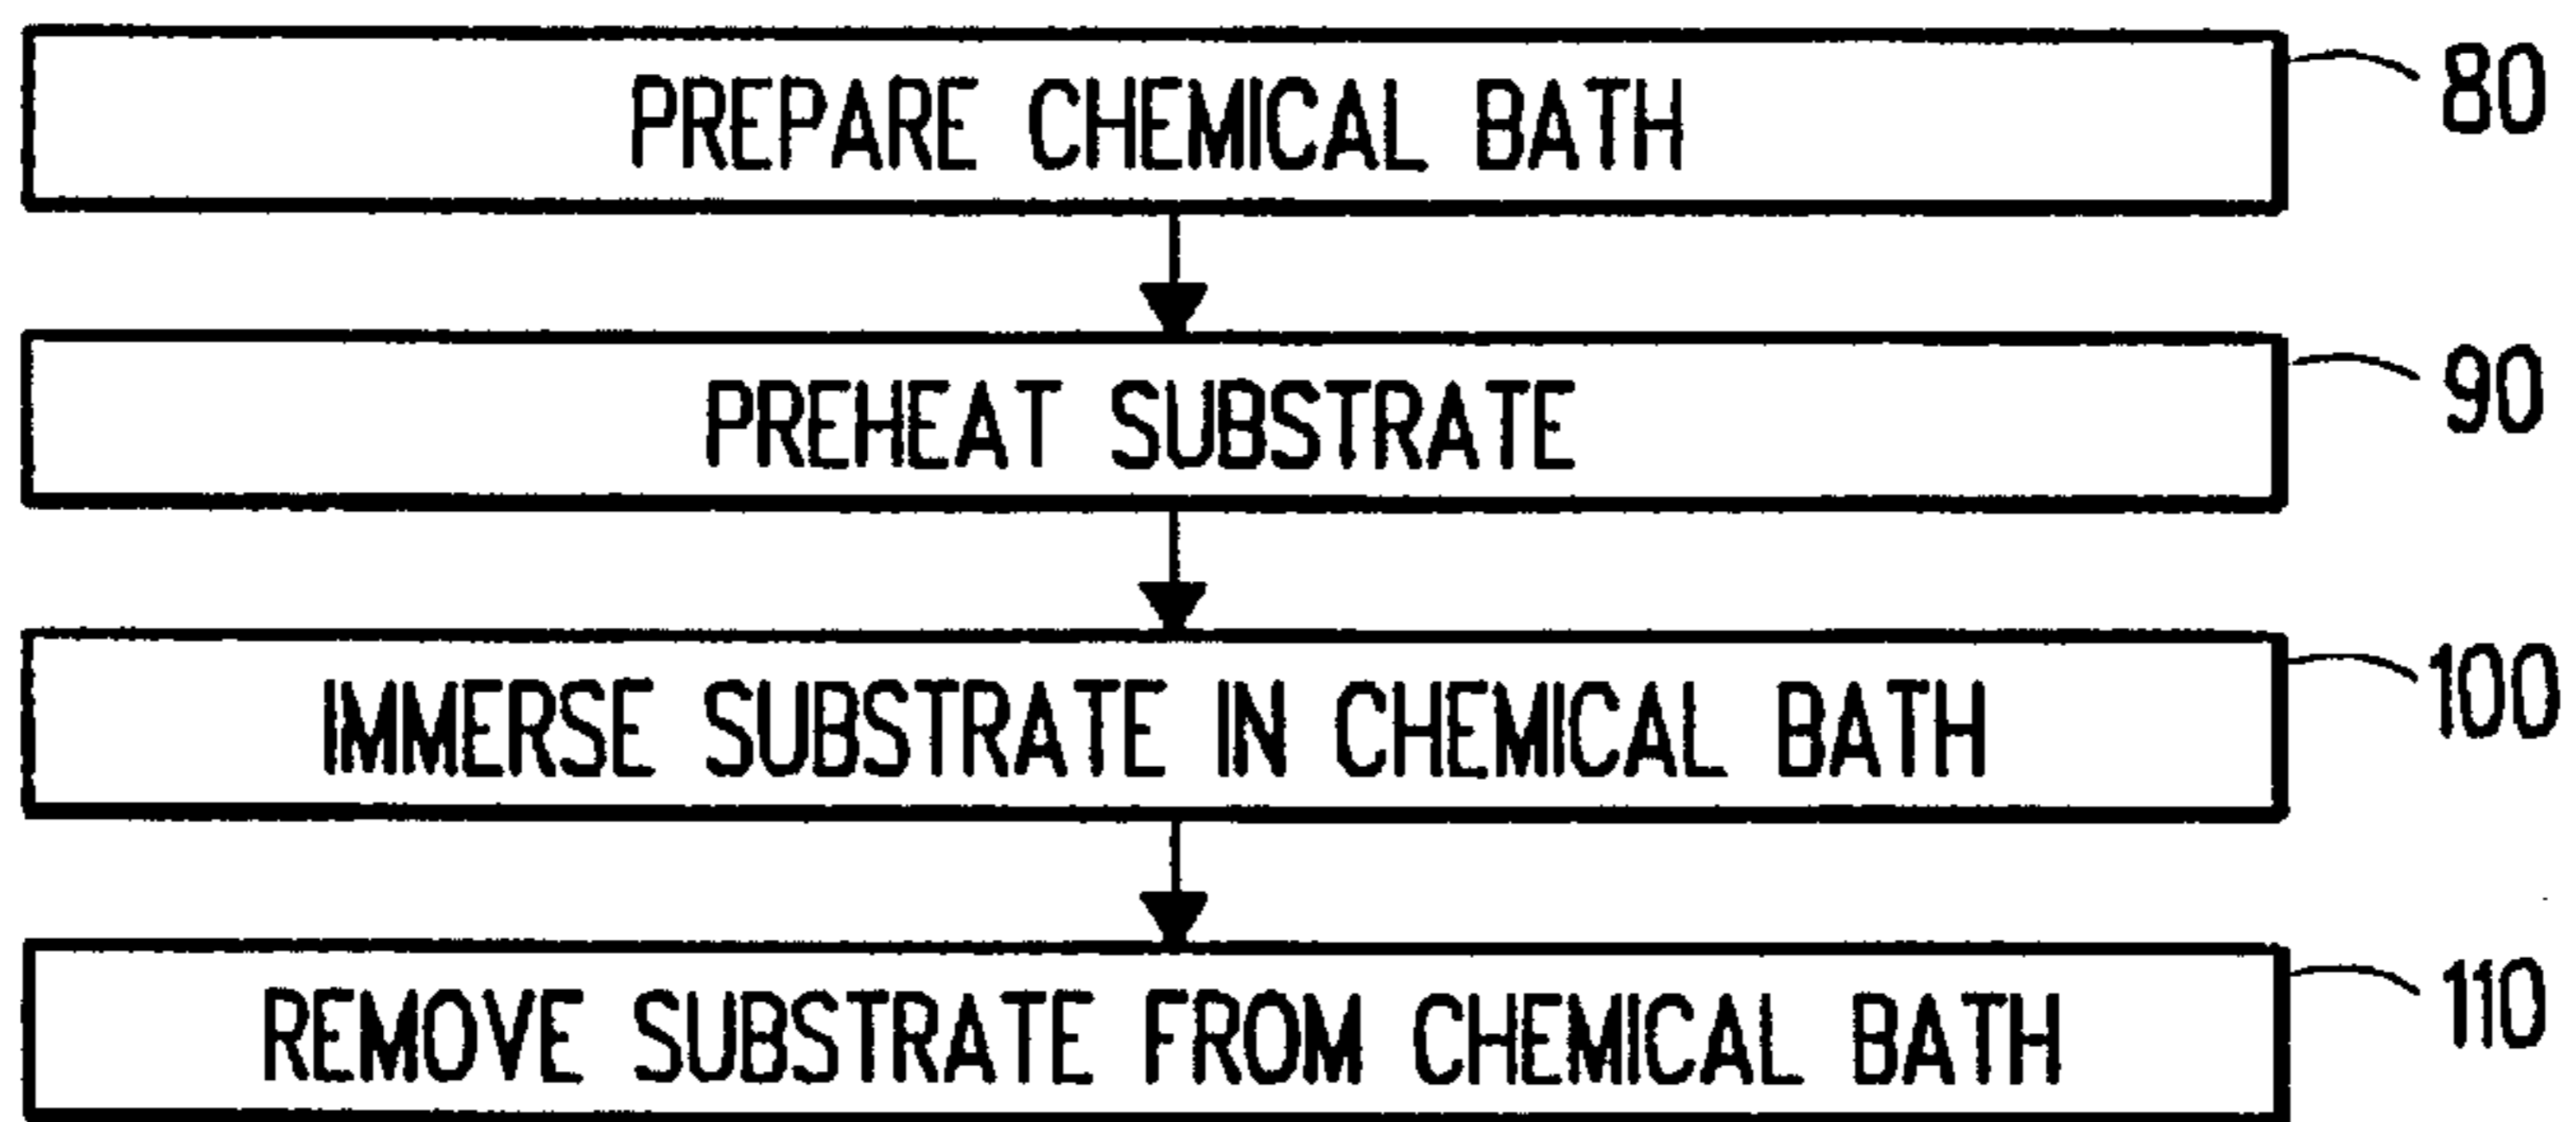 PREPARE CHEMICAL BATH 80
PREHEAT SUBSTRATE 90
IMMERSE SUBSTRATE IN CHEMICAL BATH 100
REMOVE SUBSTRATE FROM CHEMICAL BATH 110